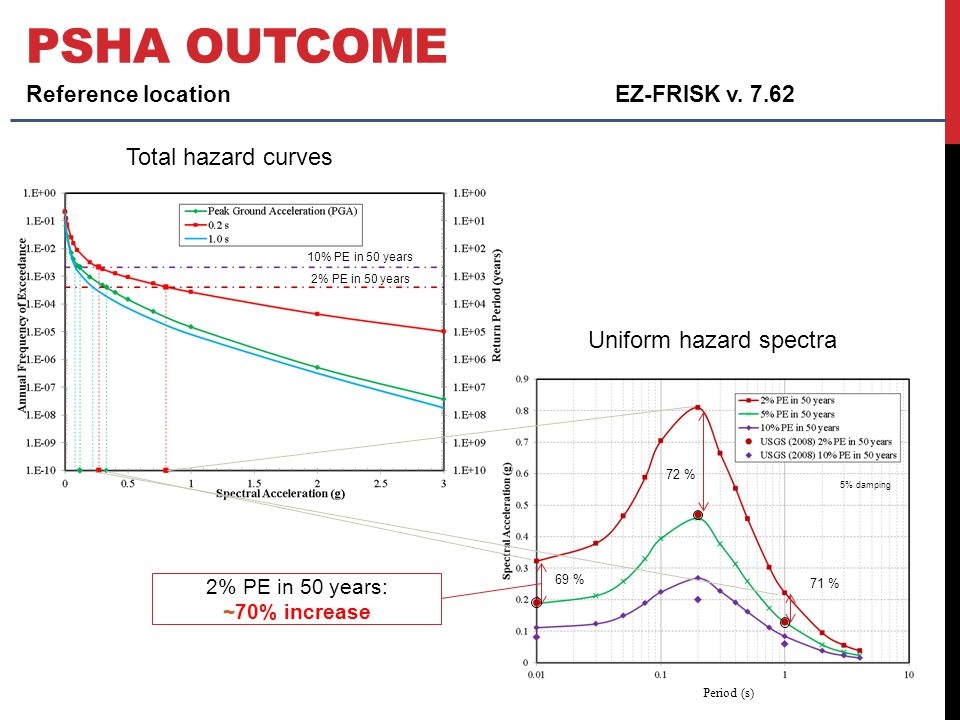 PSHA OUTCOME
Reference location
EZ-FRISK v. 7.62
Total hazard curves
1.E+00
1.E-01
1.E-02
1.E-03
1.E-04
1.E-05
1.E-06
1.E-07
1.E-08
1.E-09
1.E-10
Annual Frequency of Exceedance
Peak Ground Acceleration (PGA)
0.2 s
1.0 s
10% PE in 50 years
2% PE in 50 years
1.E+00
1.E+01
1.E+02
1.E+03
1.E+04
1.E+05
1.E+06
1.E+07
1.E+08
1.E+09
1.E+10
Return Period (years)
0 0.5 1 1.5 2 2.5 3
Spectral Acceleration (g)
Uniform hazard spectra
0.9
0.8
0.7
0.6
0.5
0.4
0.3
0.2
0.1
0
Spectral Acceleration (g)
2% PE in 50 years
5% PE in 50 years
10% PE in 50 years
USGS (2008) 2% PE in 50 years
USGS (2008) 10% PE in 50 years
5% damping
72 %
69 %
71 %
0.01 0.1 1 10
Period (s)
2% PE in 50 years:
~70% increase